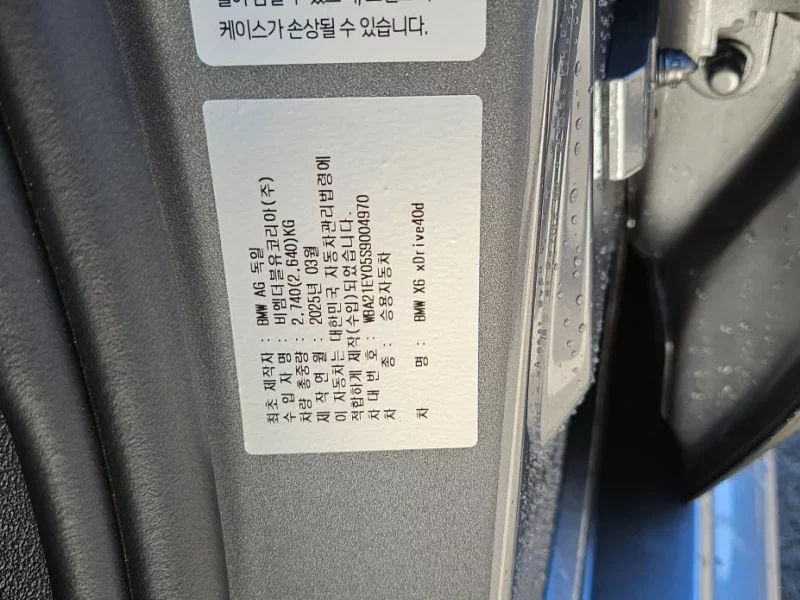 케이스가 손상될 수 있습니다.
최초 제작자 : BMW AG 독일
수 입 자 명 : 비엠더블유코리아(주)
차량 총중량 : 2,740(2,640)KG
제 작 연 월 : 2025년 03월
이 자동차는 대한민국 자동차관리법령에
적합하게 제작(수입)되었습니다.
차 대 번 호 : WBA21EY05S9004970
차 종 : 승용자동차
차 명 : BMW X6 xDrive40d